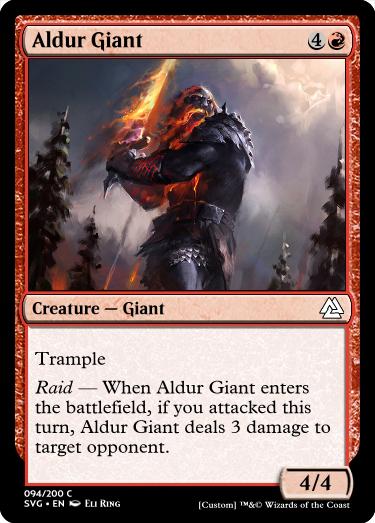 Aldur Giant 4
Creature — Giant
Trample
Raid — When Aldur Giant enters
the battlefield, if you attacked this
turn, Aldur Giant deals 3 damage to
target opponent.
4/4
094/200 C
SVG • EN Eli Ring
[Custom] ™&© Wizards of the Coast